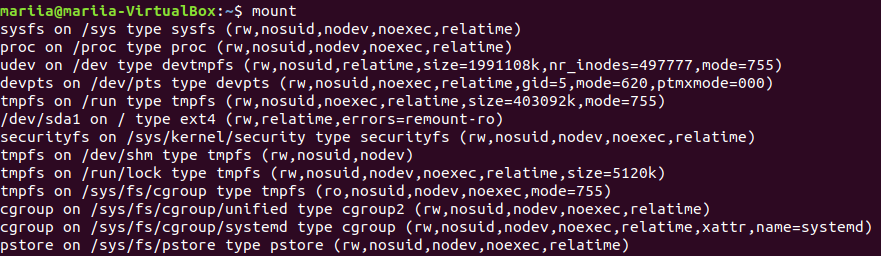 mariia@mariia-VirtualBox:~$ mount
sysfs on /sys type sysfs (rw,nosuid,nodev,noexec,relatime)
proc on /proc type proc (rw,nosuid,nodev,noexec,relatime)
udev on /dev type devtmpfs (rw,nosuid,relatime,size=1991108k,nr_inodes=497777,mode=755)
devpts on /dev/pts type devpts (rw,nosuid,noexec,relatime,gid=5,mode=620,ptmxmode=000)
tmpfs on /run type tmpfs (rw,nosuid,noexec,relatime,size=403092k,mode=755)
/dev/sda1 on / type ext4 (rw,relatime,errors=remount-ro)
securityfs on /sys/kernel/security type securityfs (rw,nosuid,nodev,noexec,relatime)
tmpfs on /dev/shm type tmpfs (rw,nosuid,nodev)
tmpfs on /run/lock type tmpfs (rw,nosuid,nodev,noexec,relatime,size=5120k)
tmpfs on /sys/fs/cgroup type tmpfs (ro,nosuid,nodev,noexec,mode=755)
cgroup on /sys/fs/cgroup/unified type cgroup2 (rw,nosuid,nodev,noexec,relatime)
cgroup on /sys/fs/cgroup/systemd type cgroup (rw,nosuid,nodev,noexec,relatime,xattr,name=systemd)
pstore on /sys/fs/pstore type pstore (rw,nosuid,nodev,noexec,relatime)